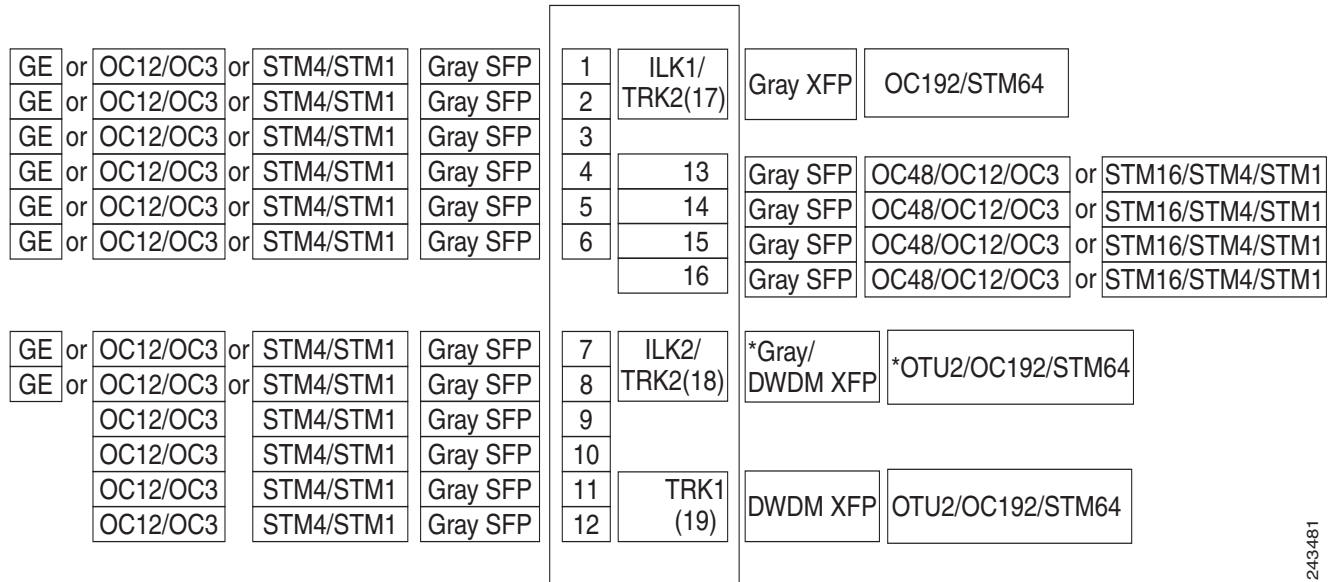 GE or OC12/OC3 or STM4/STM1 Gray SFP 1 ILK1/ TRK2(17) Gray XFP OC192/STM64
GE or OC12/OC3 or STM4/STM1 Gray SFP 2
GE or OC12/OC3 or STM4/STM1 Gray SFP 3
GE or OC12/OC3 or STM4/STM1 Gray SFP 4 13 Gray SFP OC48/OC12/OC3 or STM16/STM4/STM1
GE or OC12/OC3 or STM4/STM1 Gray SFP 5 14 Gray SFP OC48/OC12/OC3 or STM16/STM4/STM1
GE or OC12/OC3 or STM4/STM1 Gray SFP 6 15 Gray SFP OC48/OC12/OC3 or STM16/STM4/STM1
16 Gray SFP OC48/OC12/OC3 or STM16/STM4/STM1
GE or OC12/OC3 or STM4/STM1 Gray SFP 7 ILK2/ TRK2(18) *Gray/ DWDM XFP *OTU2/OC192/STM64
GE or OC12/OC3 or STM4/STM1 Gray SFP 8
OC12/OC3 STM4/STM1 Gray SFP 9
OC12/OC3 STM4/STM1 Gray SFP 10
OC12/OC3 STM4/STM1 Gray SFP 11 TRK1 (19) DWDM XFP OTU2/OC192/STM64
OC12/OC3 STM4/STM1 Gray SFP 12
243481